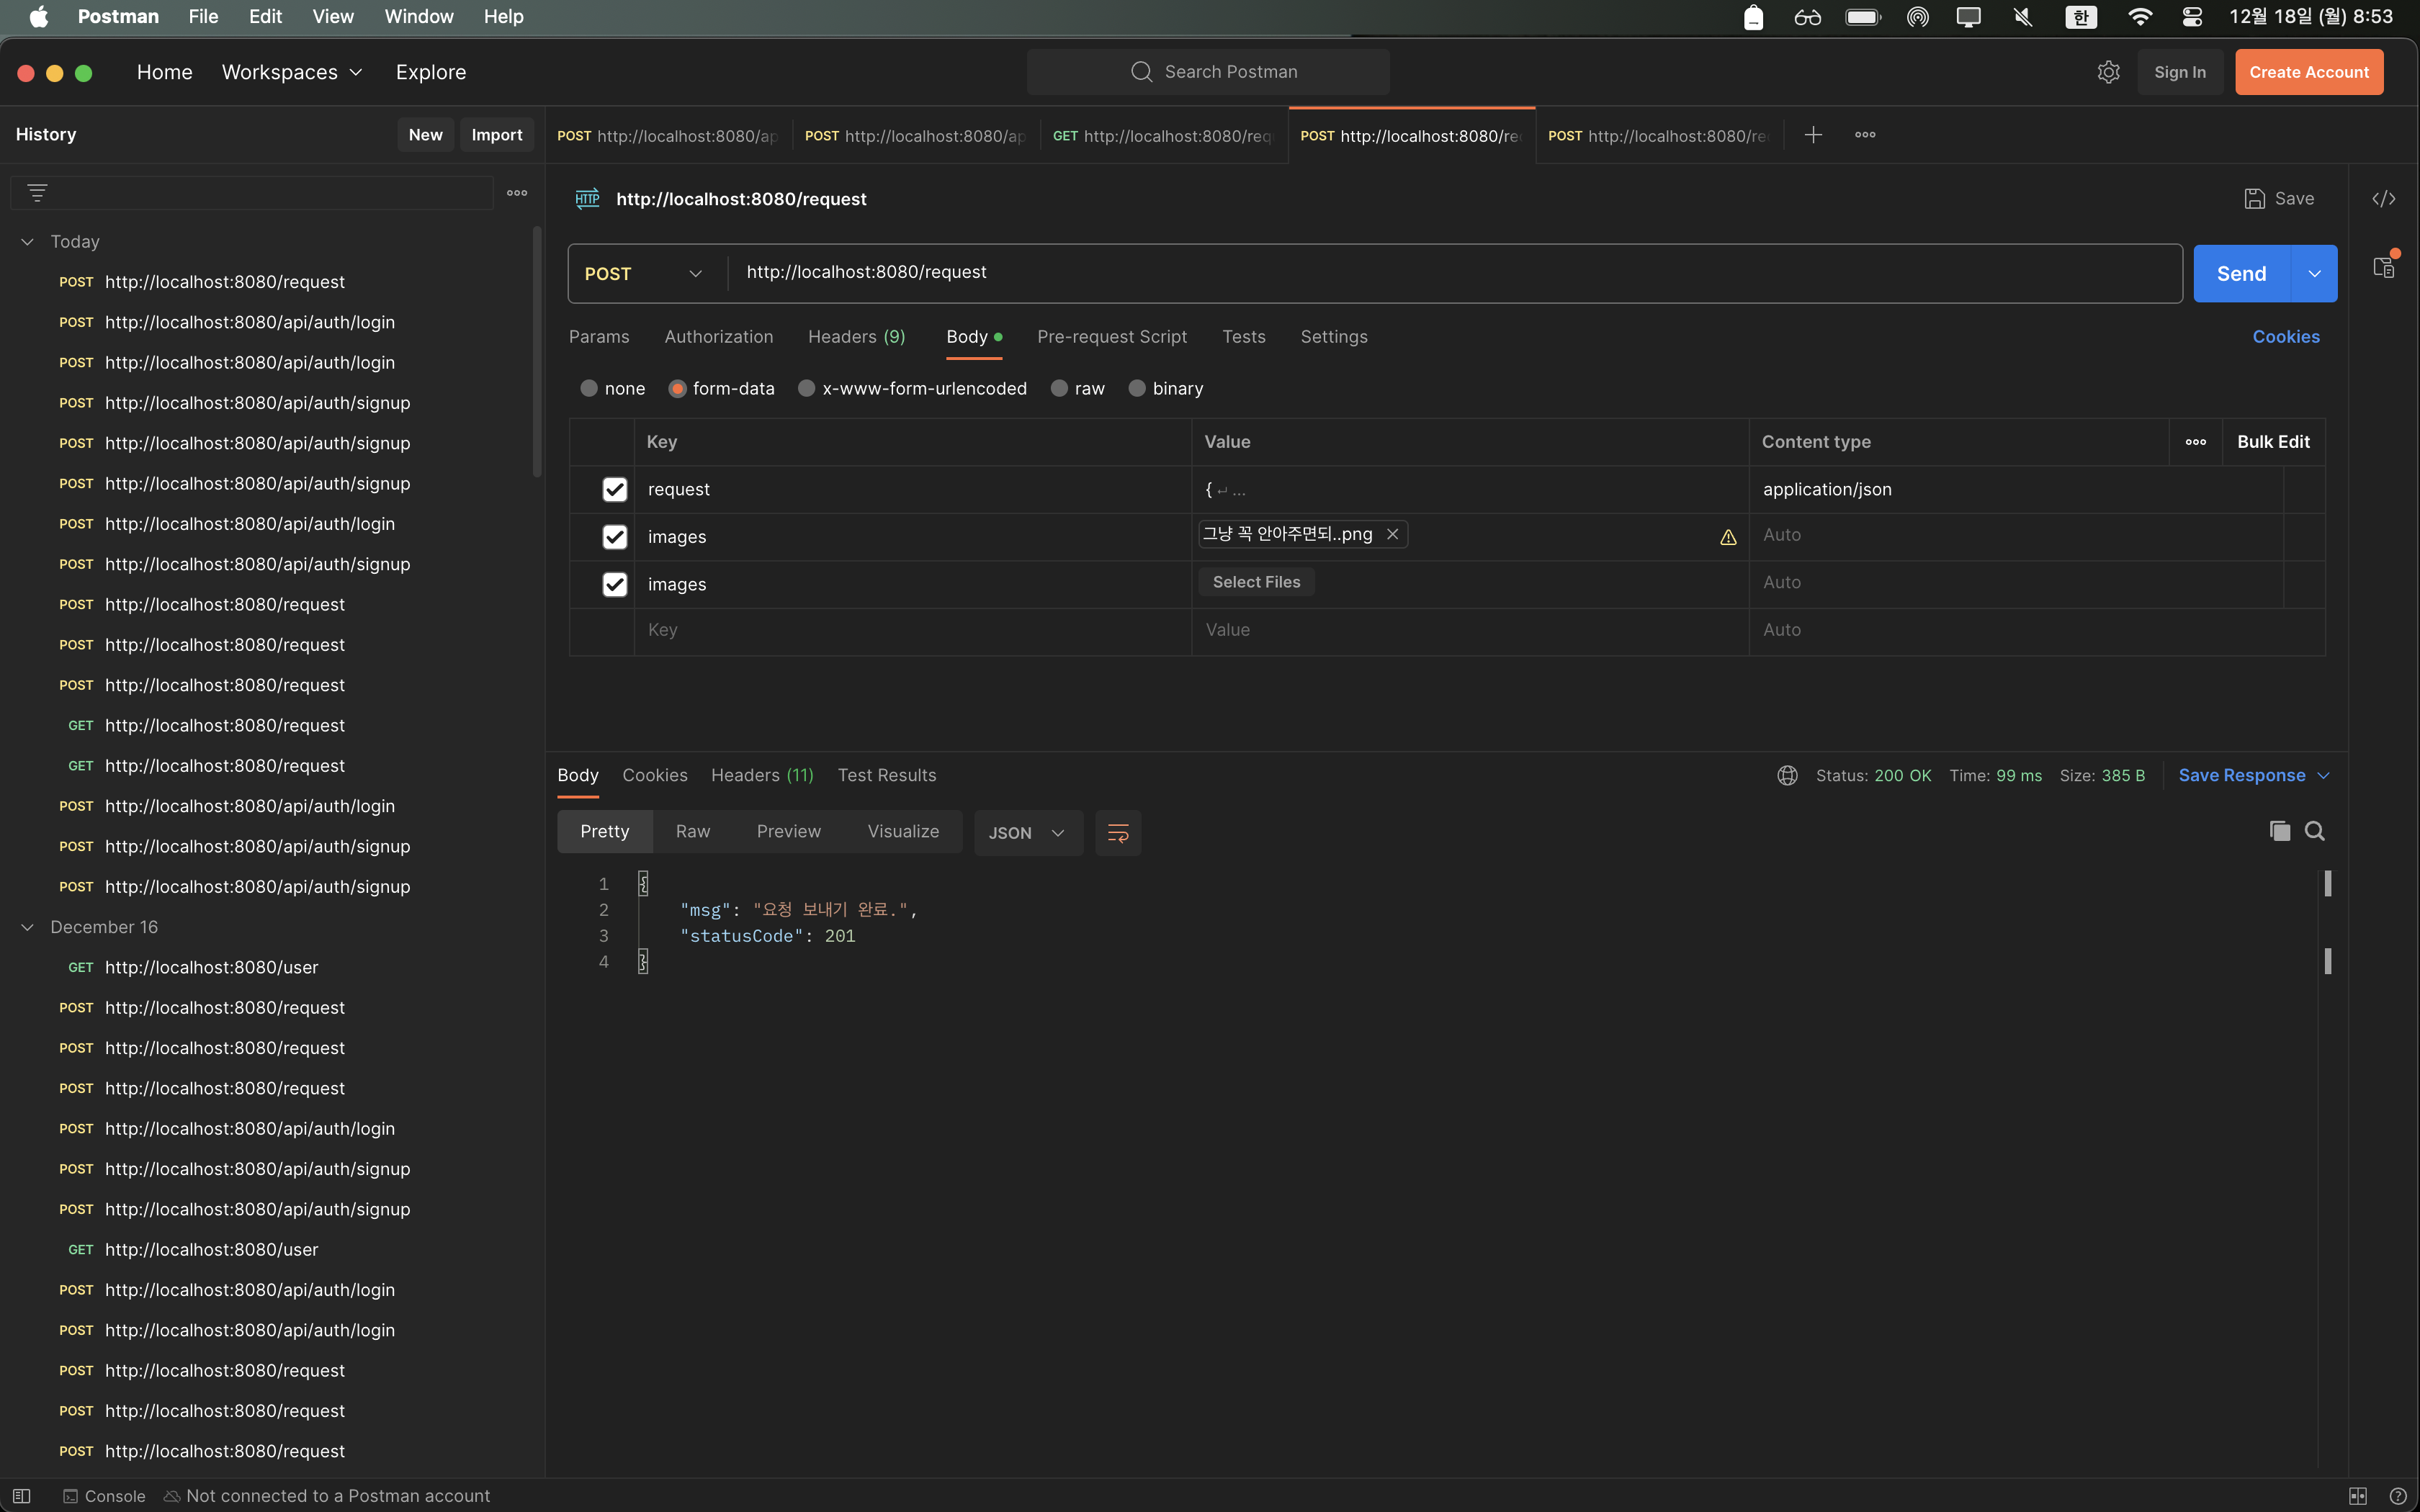 Postman File Edit View Window Help 한 12월 18일 (월) 8:53
Home Workspaces Explore Search Postman Sign In Create Account
History New Import
POST http://localhost:8080/ap POST http://localhost:8080/ap GET http://localhost:8080/req POST http://localhost:8080/re POST http://localhost:8080/re
Today
POST http://localhost:8080/request
POST http://localhost:8080/api/auth/login
POST http://localhost:8080/api/auth/login
POST http://localhost:8080/api/auth/signup
POST http://localhost:8080/api/auth/signup
POST http://localhost:8080/api/auth/signup
POST http://localhost:8080/api/auth/login
POST http://localhost:8080/api/auth/signup
POST http://localhost:8080/request
POST http://localhost:8080/request
POST http://localhost:8080/request
GET http://localhost:8080/request
GET http://localhost:8080/request
POST http://localhost:8080/api/auth/login
POST http://localhost:8080/api/auth/signup
POST http://localhost:8080/api/auth/signup
December 16
GET http://localhost:8080/user
POST http://localhost:8080/request
POST http://localhost:8080/request
POST http://localhost:8080/request
POST http://localhost:8080/api/auth/login
POST http://localhost:8080/api/auth/signup
POST http://localhost:8080/api/auth/signup
GET http://localhost:8080/user
POST http://localhost:8080/api/auth/login
POST http://localhost:8080/api/auth/login
POST http://localhost:8080/request
POST http://localhost:8080/request
POST http://localhost:8080/request
HTTP http://localhost:8080/request Save
POST http://localhost:8080/request Send
Params Authorization Headers (9) Body Pre-request Script Tests Settings Cookies
none form-data x-www-form-urlencoded raw binary
Key Value Content type Bulk Edit
request { ↵ ... application/json
images 그냥 꼭 안아주면되..png Auto
images Select Files Auto
Key Value Auto
Body Cookies Headers (11) Test Results Status: 200 OK Time: 99 ms Size: 385 B Save Response
Pretty Raw Preview Visualize JSON
1 {
2 "msg": "요청 보내기 완료.",
3 "statusCode": 201
4 }
Console Not connected to a Postman account